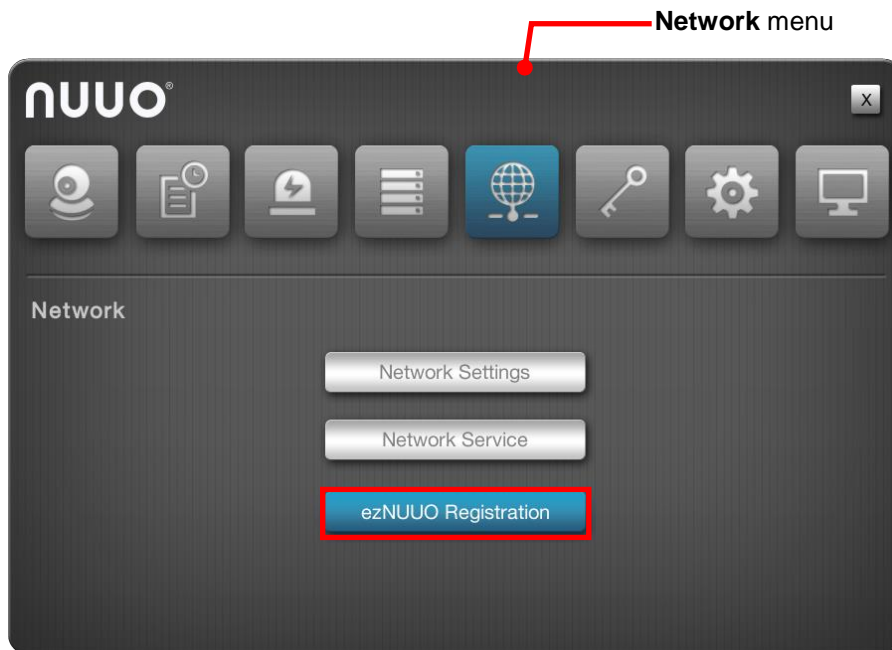 Network menu
nuuo®
X
Network
Network Settings
Network Service
ezNUUO Registration